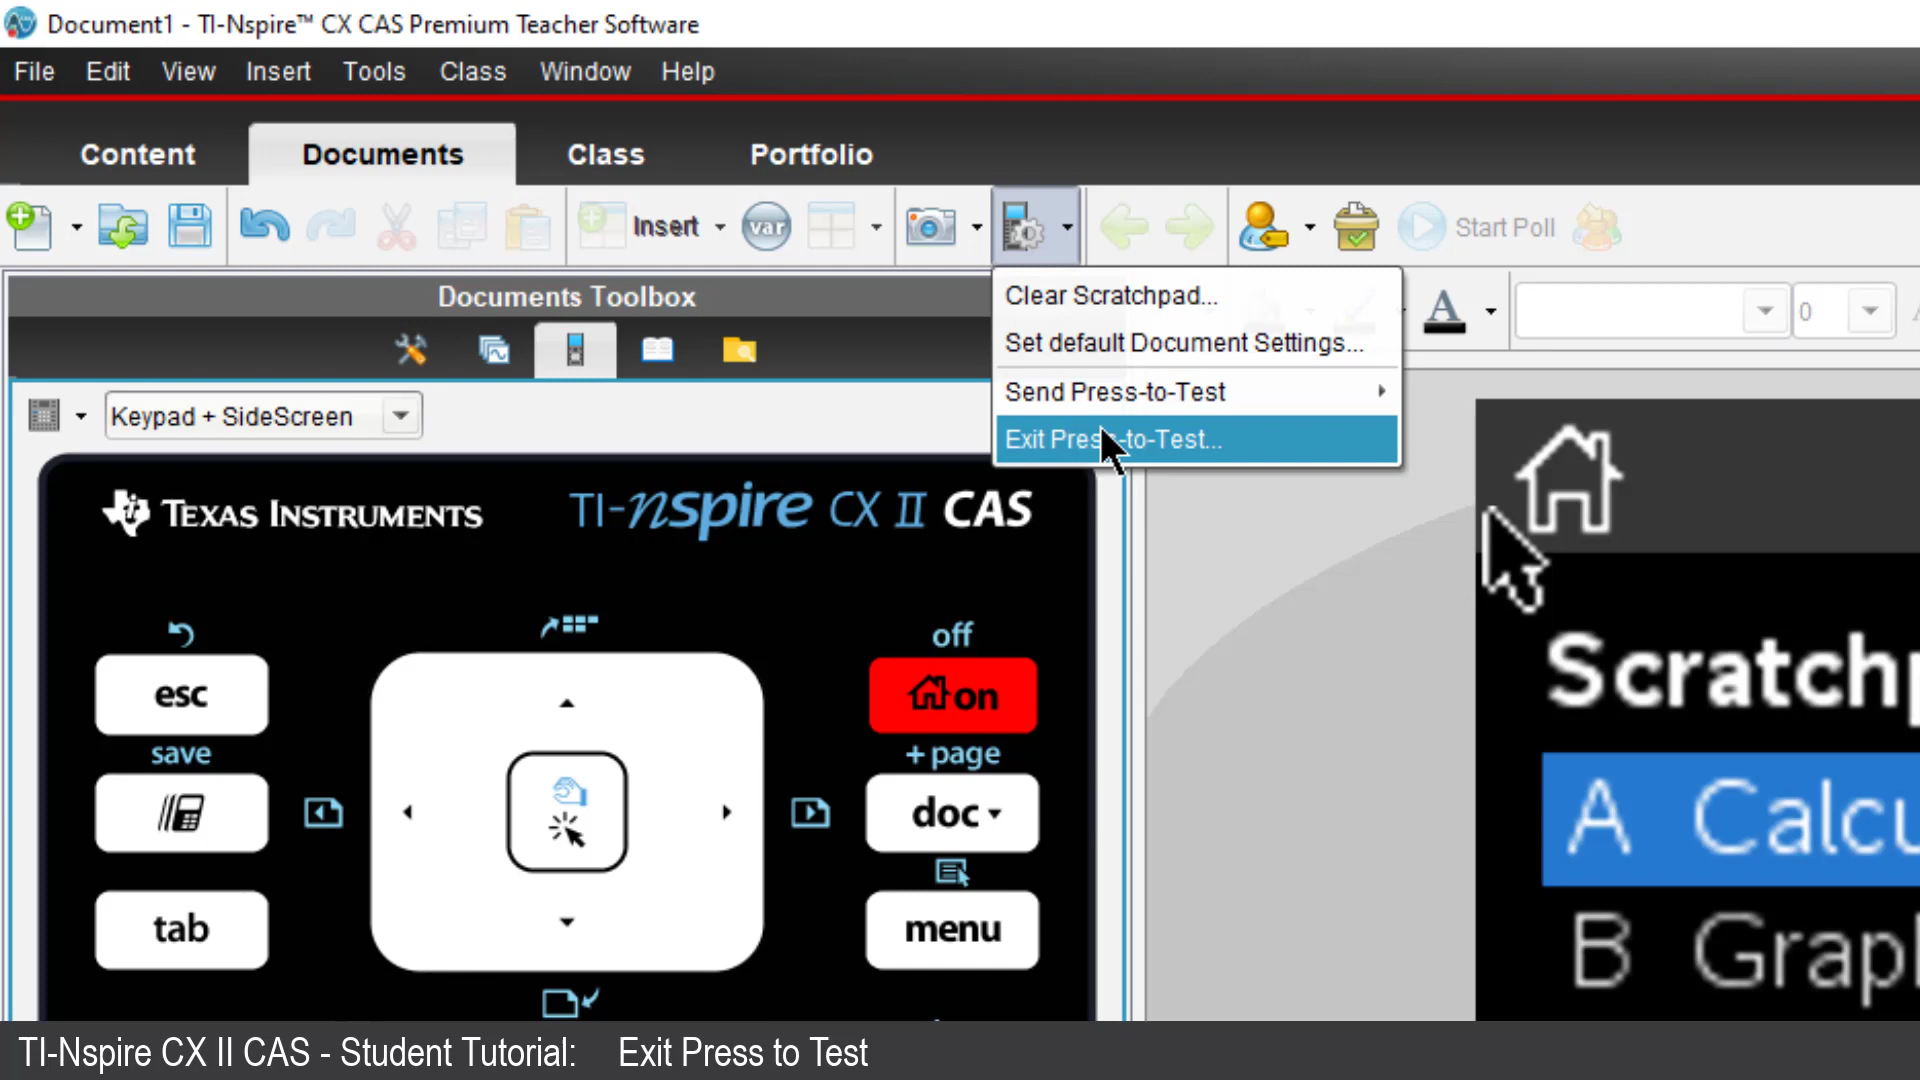 Document1 - TI-Nspire™ CX CAS Premium Teacher Software
File Edit View Insert Tools Class Window Help
Content Documents Class Portfolio
Insert var Start Poll
Documents Toolbox
Clear Scratchpad...
Set default Document Settings...
A 0
Send Press-to-Test
Exit Press-to-Test...
Keypad + SideScreen
TEXAS INSTRUMENTS TI-nspire CX II CAS
off
esc on
save + page
doc
tab menu
Scratchp
A Calcu
B Grap
TI-Nspire CX II CAS - Student Tutorial: Exit Press to Test